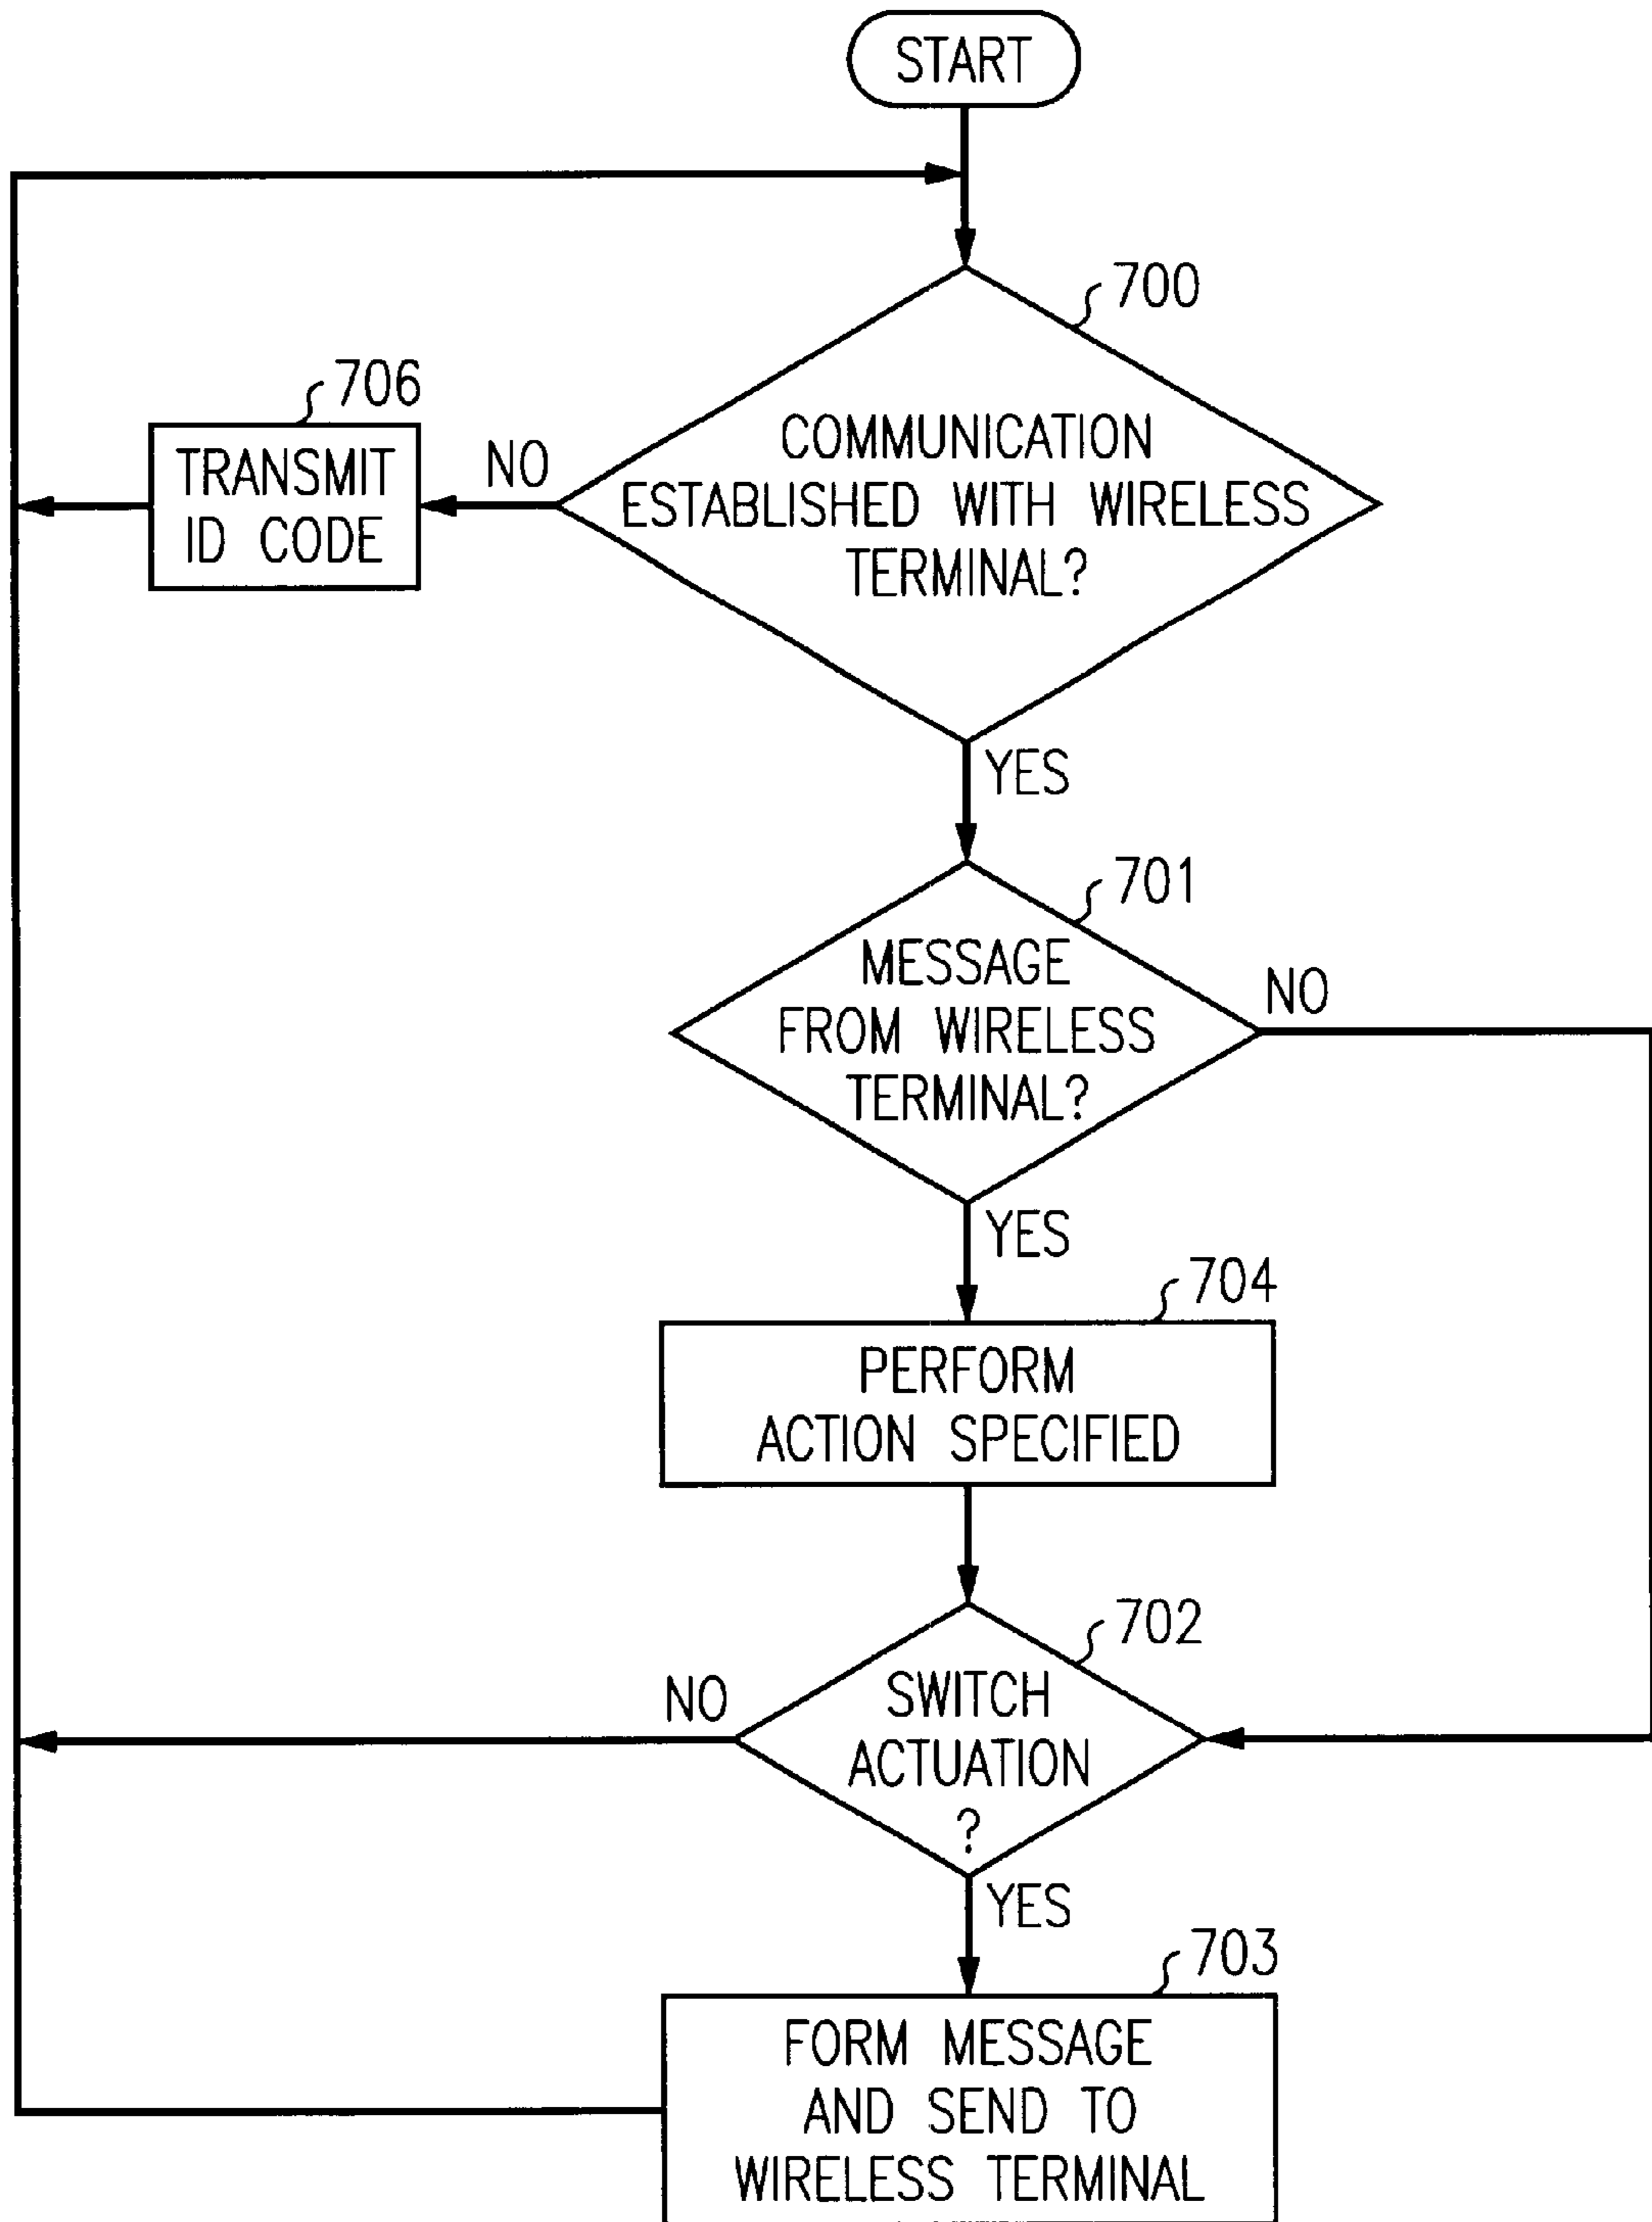 START
700
COMMUNICATION
ESTABLISHED WITH WIRELESS
TERMINAL?
706
TRANSMIT
ID CODE
NO
YES
701
MESSAGE
FROM WIRELESS
TERMINAL?
NO
YES
704
PERFORM
ACTION SPECIFIED
702
SWITCH
ACTUATION
?
NO
YES
703
FORM MESSAGE
AND SEND TO
WIRELESS TERMINAL